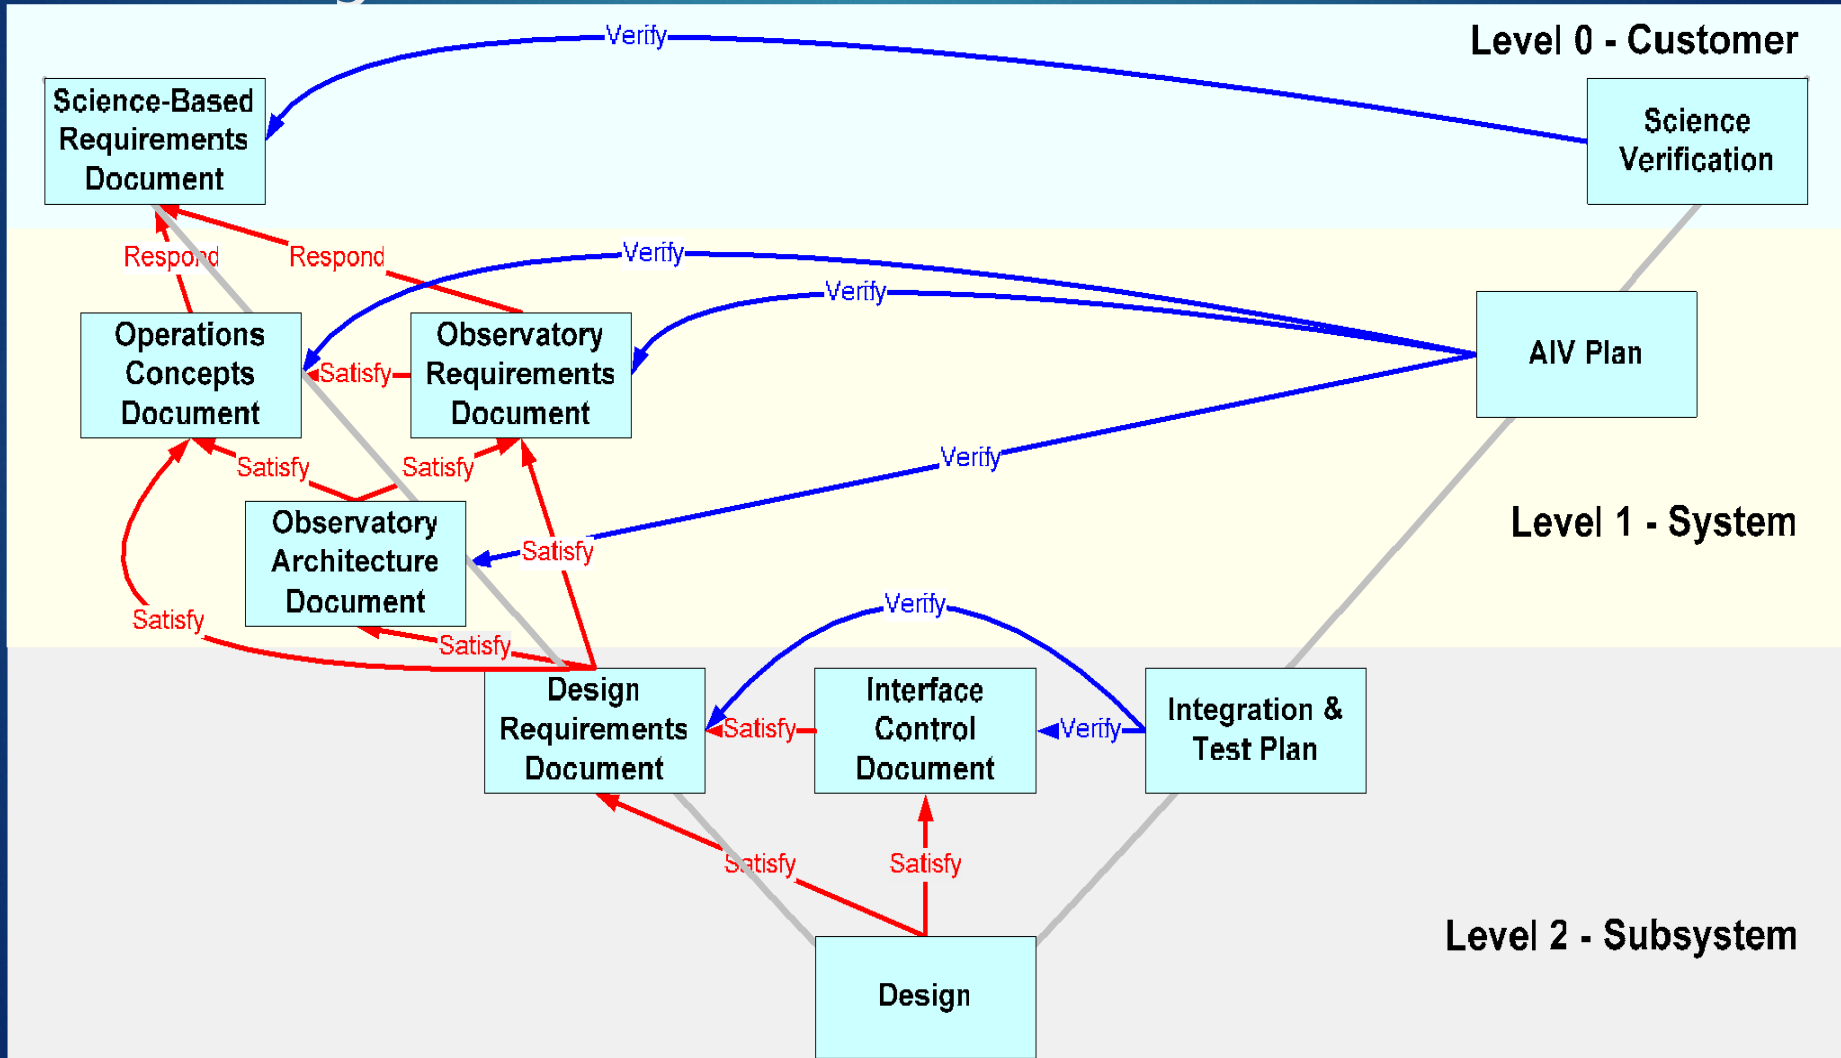 Verify
Level 0 - Customer
Science-Based
Requirements
Document
Science
Verification
Respond
Respond
Verify
Verify
Operations
Concepts
Document
Satisfy
Observatory
Requirements
Document
AIV Plan
Satisfy
Satisfy
Verify
Observatory
Architecture
Document
Satisfy
Level 1 - System
Satisfy
Satisfy
Verify
Design
Requirements
Document
Satisfy
Interface
Control
Document
Verify
Integration &
Test Plan
Satisfy
Satisfy
Level 2 - Subsystem
Design